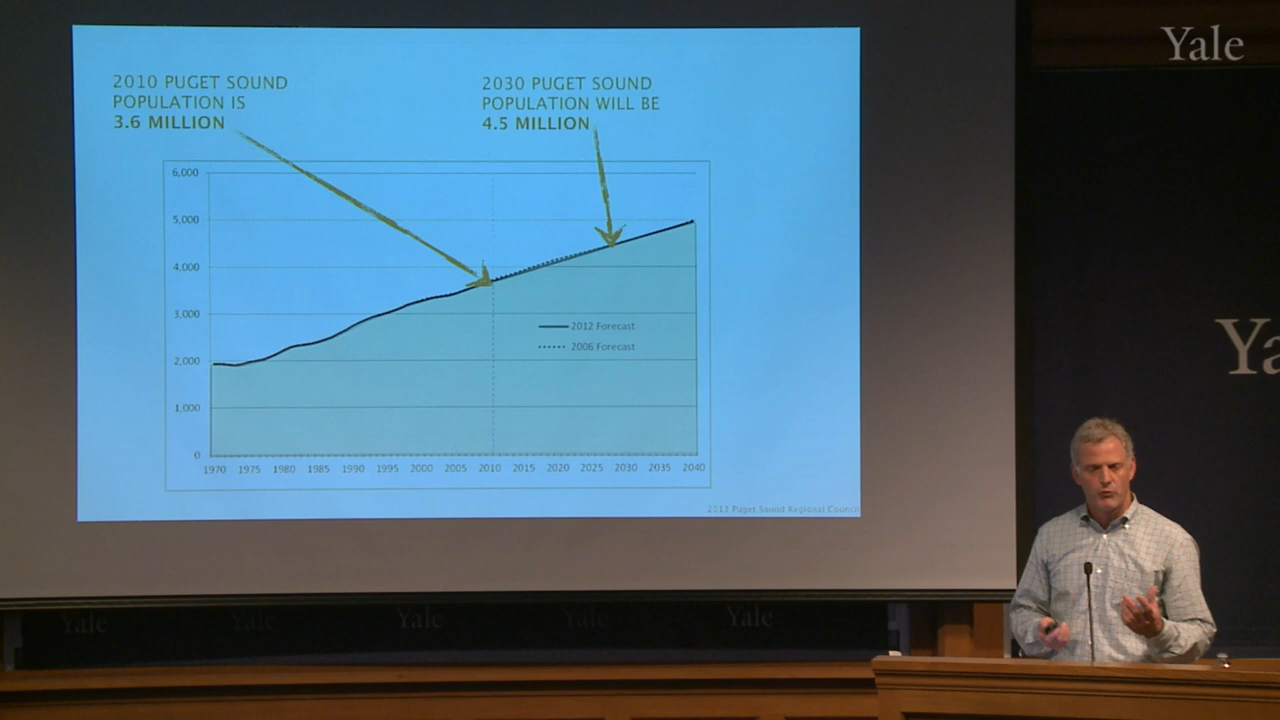 Yale
2010 PUGET SOUND
POPULATION IS
3.6 MILLION
2030 PUGET SOUND
POPULATION WILL BE
4.5 MILLION
6,000
5,000
4,000
3,000
2,000
1,000
0
2012 Forecast
2006 Forecast
1970 1975 1980 1985 1990 1995 2000 2005 2010 2015 2020 2025 2030 2035 2040
2013 Puget Sound Regional Council
Ya
Yale Yale Yale Yale Yale